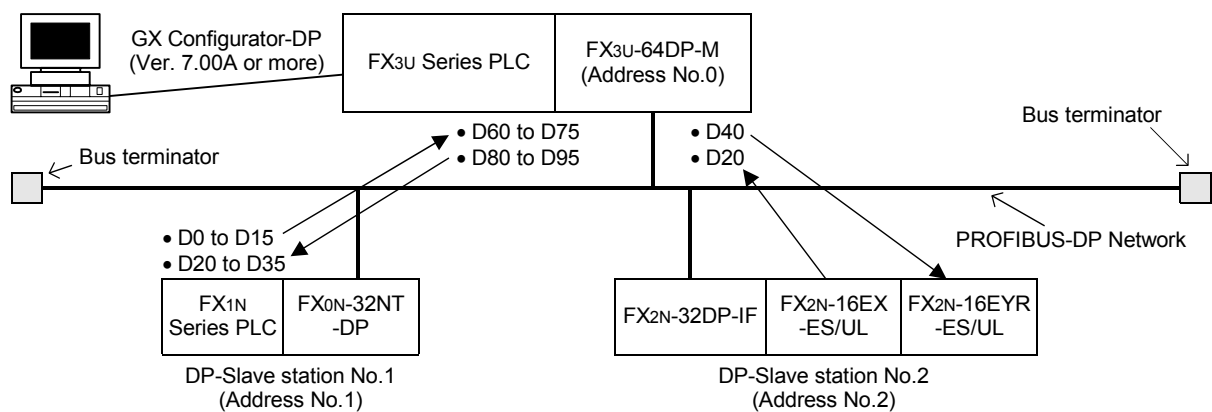 GX Configurator-DP
(Ver. 7.00A or more)
FX3U Series PLC
FX3U-64DP-M
(Address No.0)
Bus terminator
Bus terminator
• D60 to D75
• D80 to D95
• D40
• D20
• D0 to D15
• D20 to D35
PROFIBUS-DP Network
FX1N
Series PLC
FX0N-32NT
-DP
FX2N-32DP-IF
FX2N-16EX
-ES/UL
FX2N-16EYR
-ES/UL
DP-Slave station No.1
(Address No.1)
DP-Slave station No.2
(Address No.2)